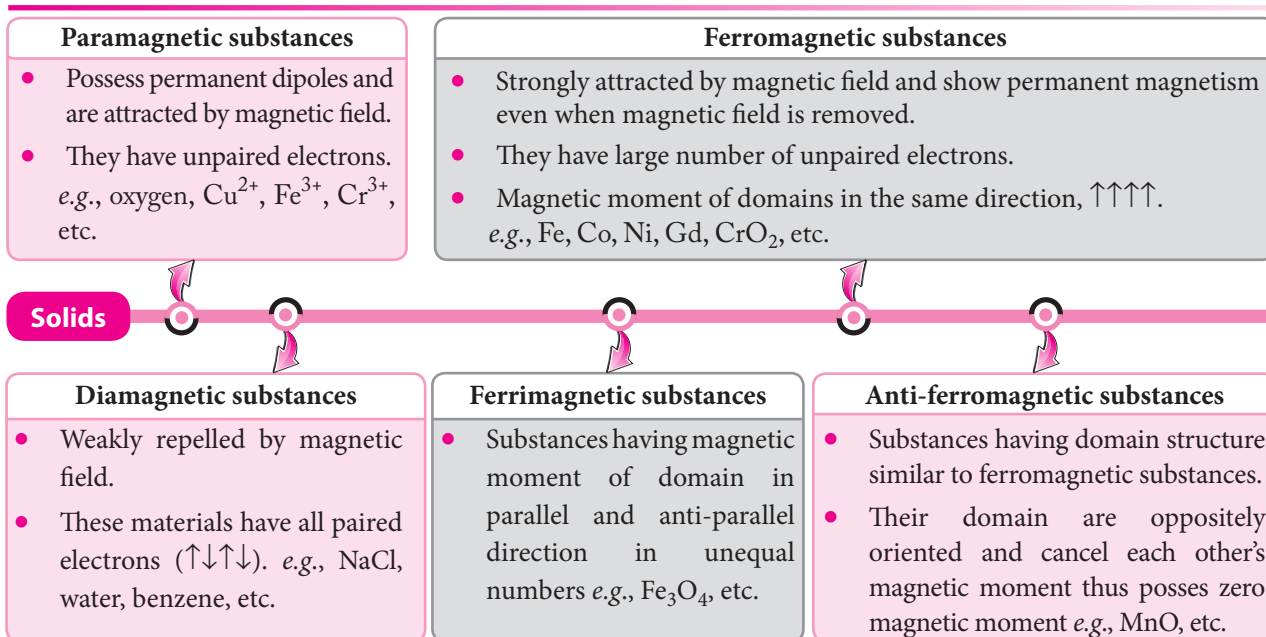 Paramagnetic substances
• Possess permanent dipoles and
are attracted by magnetic field.
• They have unpaired electrons.
e.g., oxygen, Cu²⁺, Fe³⁺, Cr³⁺,
etc.
Ferromagnetic substances
• Strongly attracted by magnetic field and show permanent magnetism
even when magnetic field is removed.
• They have large number of unpaired electrons.
• Magnetic moment of domains in the same direction, ↑↑↑↑.
e.g., Fe, Co, Ni, Gd, CrO₂, etc.
Solids
Diamagnetic substances
• Weakly repelled by magnetic
field.
• These materials have all paired
electrons (↑↓↑↓). e.g., NaCl,
water, benzene, etc.
Ferrimagnetic substances
• Substances having magnetic
moment of domain in
parallel and anti-parallel
direction in unequal
numbers e.g., Fe₃O₄, etc.
Anti-ferromagnetic substances
• Substances having domain structure
similar to ferromagnetic substances.
• Their domain are oppositely
oriented and cancel each other’s
magnetic moment thus posses zero
magnetic moment e.g., MnO, etc.